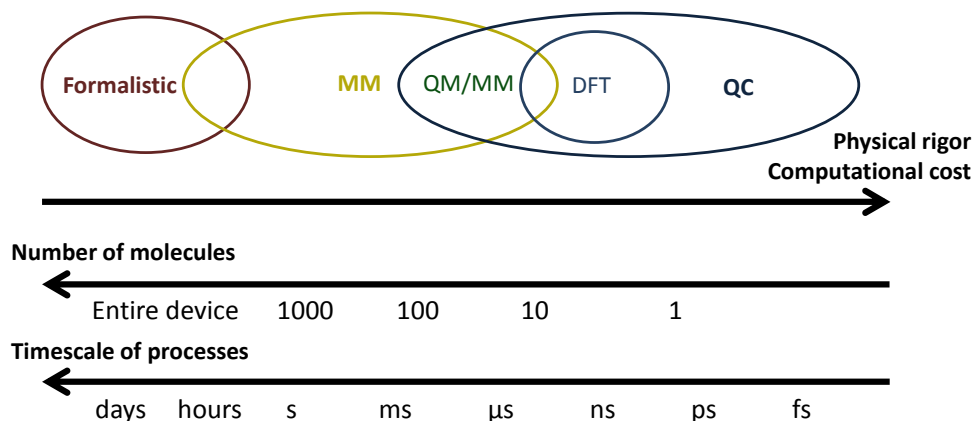 Formalistic MM QM/MM DFT QC
Physical rigor
Computational cost
Number of molecules
Entire device 1000 100 10 1
Timescale of processes
days hours s ms µs ns ps fs